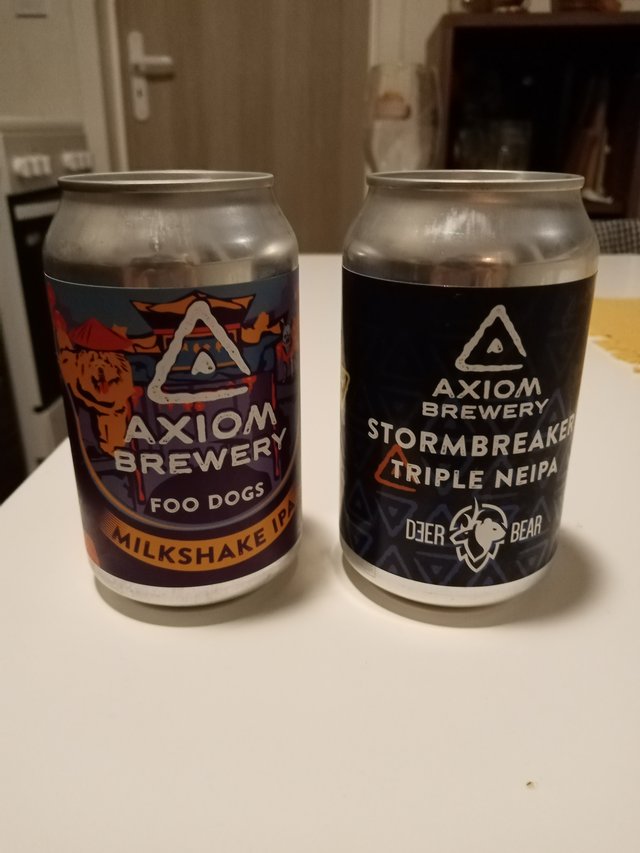 AXIOM
BREWERY
FOO DOGS
MILKSHAKE IPA
AXIOM
BREWERY
STORMBREAKER
TRIPLE NEIPA
DEER BEAR